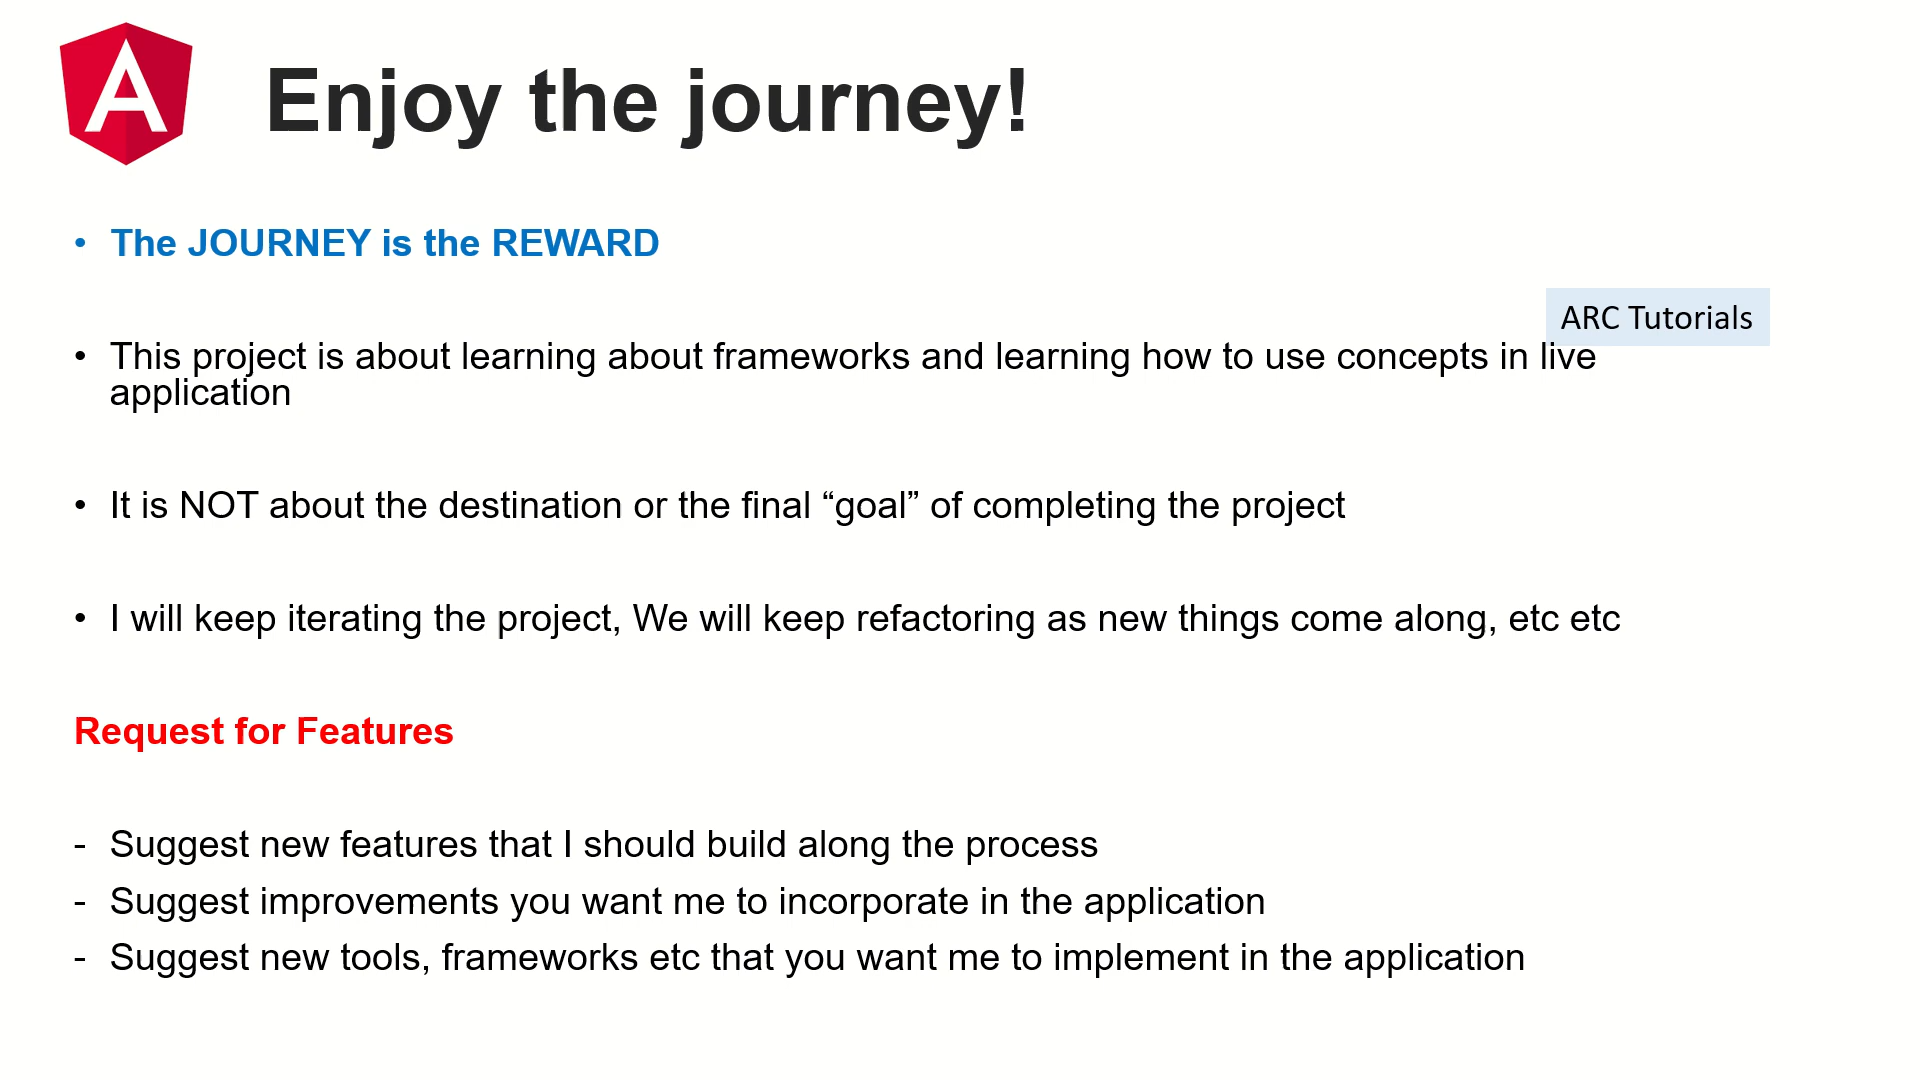 Enjoy the journey!
• The JOURNEY is the REWARD
ARC Tutorials
• This project is about learning about frameworks and learning how to use concepts in live
application
• It is NOT about the destination or the final “goal” of completing the project
• I will keep iterating the project, We will keep refactoring as new things come along, etc etc
Request for Features
- Suggest new features that I should build along the process
- Suggest improvements you want me to incorporate in the application
- Suggest new tools, frameworks etc that you want me to implement in the application